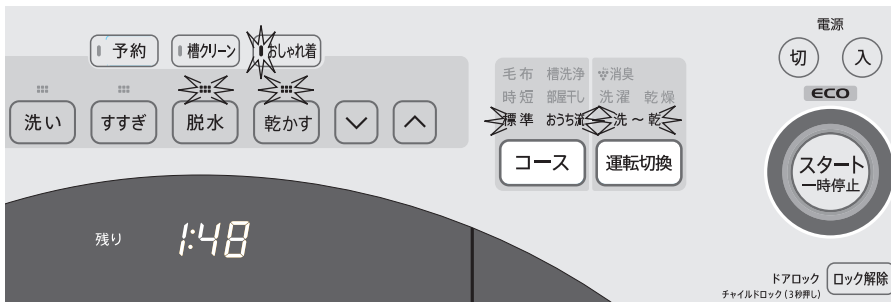 電源
切 入
ECO
予約 槽クリーン おしゃれ着
毛布 槽洗浄 消臭
時短 部屋干し 洗濯 乾燥
標準 おうち流 洗~乾
洗い すすぎ 脱水 乾かす
コース 運転切換
スタート
一時停止
残り 1:48
ドアロック
チャイルドロック(3秒押し)
ロック解除